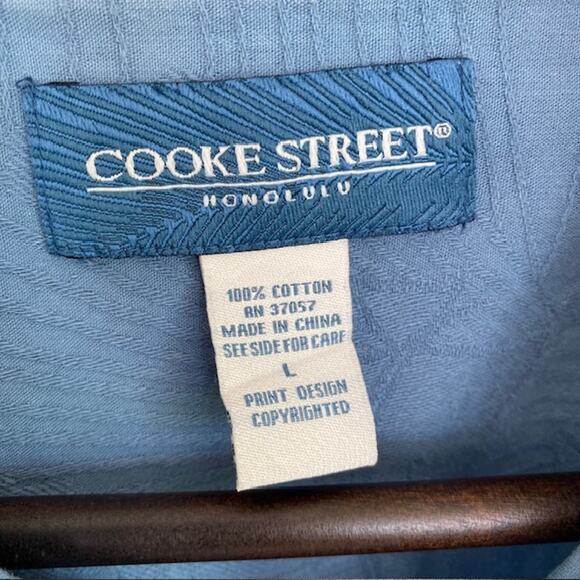 COOKE STREET®
HONOLULU
100% COTTON
RN 37057
MADE IN CHINA
SEE SIDE FOR CARE
L
PRINT DESIGN
COPYRIGHTED